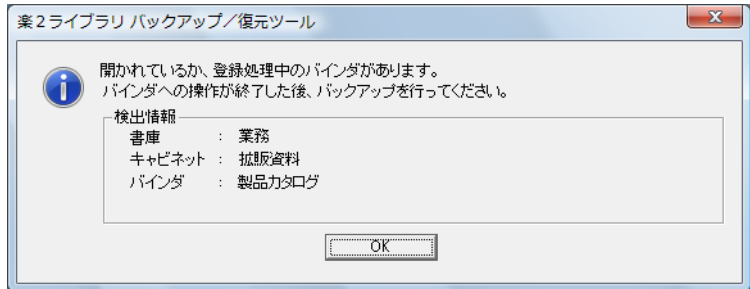 楽2ライブラリ バックアップ／復元ツール
開かれているか、登録処理中のバインダがあります。
バインダへの操作が終了した後、バックアップを行ってください。
検出情報
書庫 : 業務
キャビネット : 拡販資料
バインダ : 製品カタログ
OK